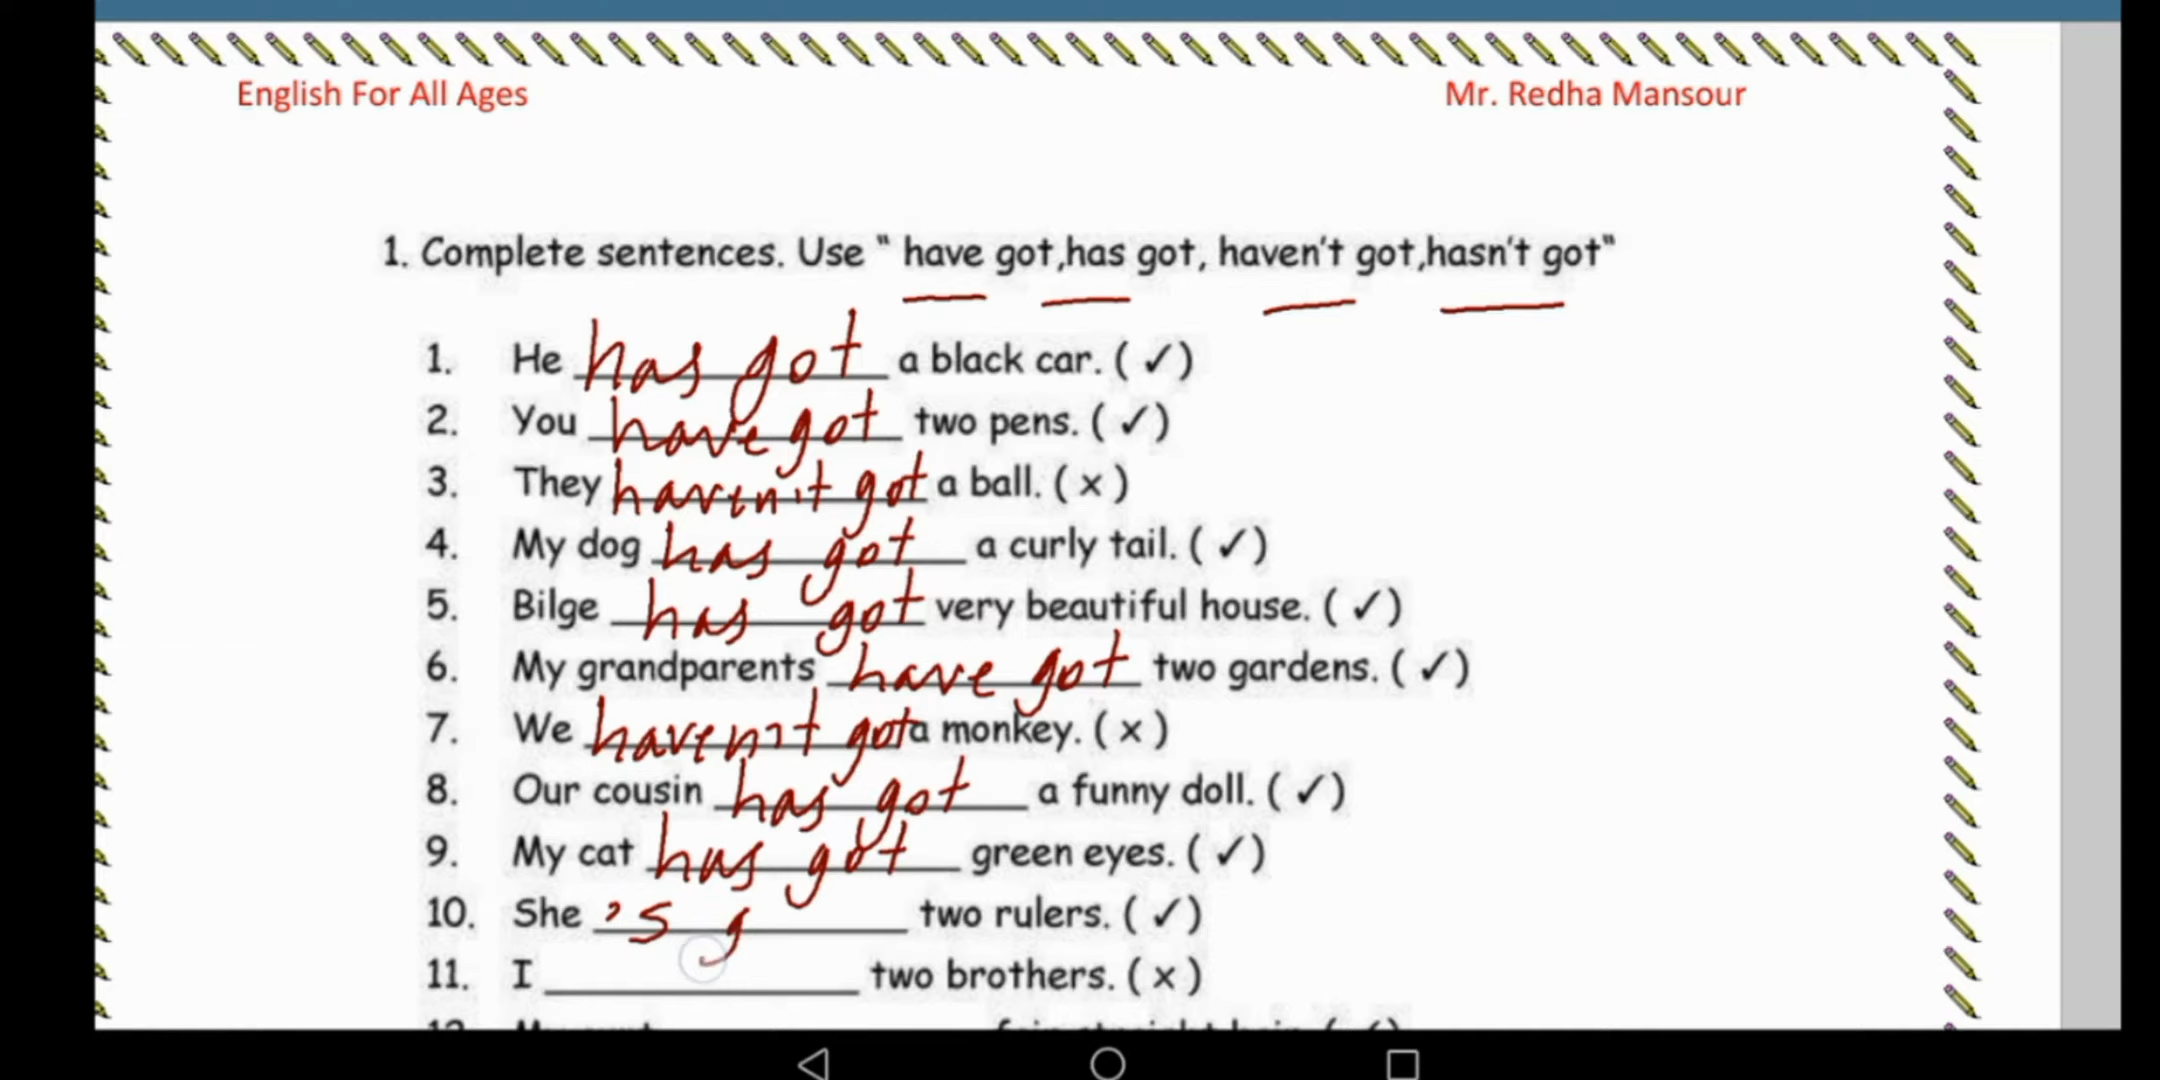 English For All Ages Mr. Redha Mansour
1. Complete sentences. Use " have got,has got, haven't got,hasn't got"
1. He has got a black car. ( ✓ )
2. You have got two pens. ( ✓ )
3. They haven't got a ball. ( x )
4. My dog has got a curly tail. ( ✓ )
5. Bilge has got very beautiful house. ( ✓ )
6. My grandparents have got two gardens. ( ✓ )
7. We haven't got a monkey. ( x )
8. Our cousin has got a funny doll. ( ✓ )
9. My cat has got green eyes. ( ✓ )
10. She 's g two rulers. ( ✓ )
11. I ____________ two brothers. ( x )